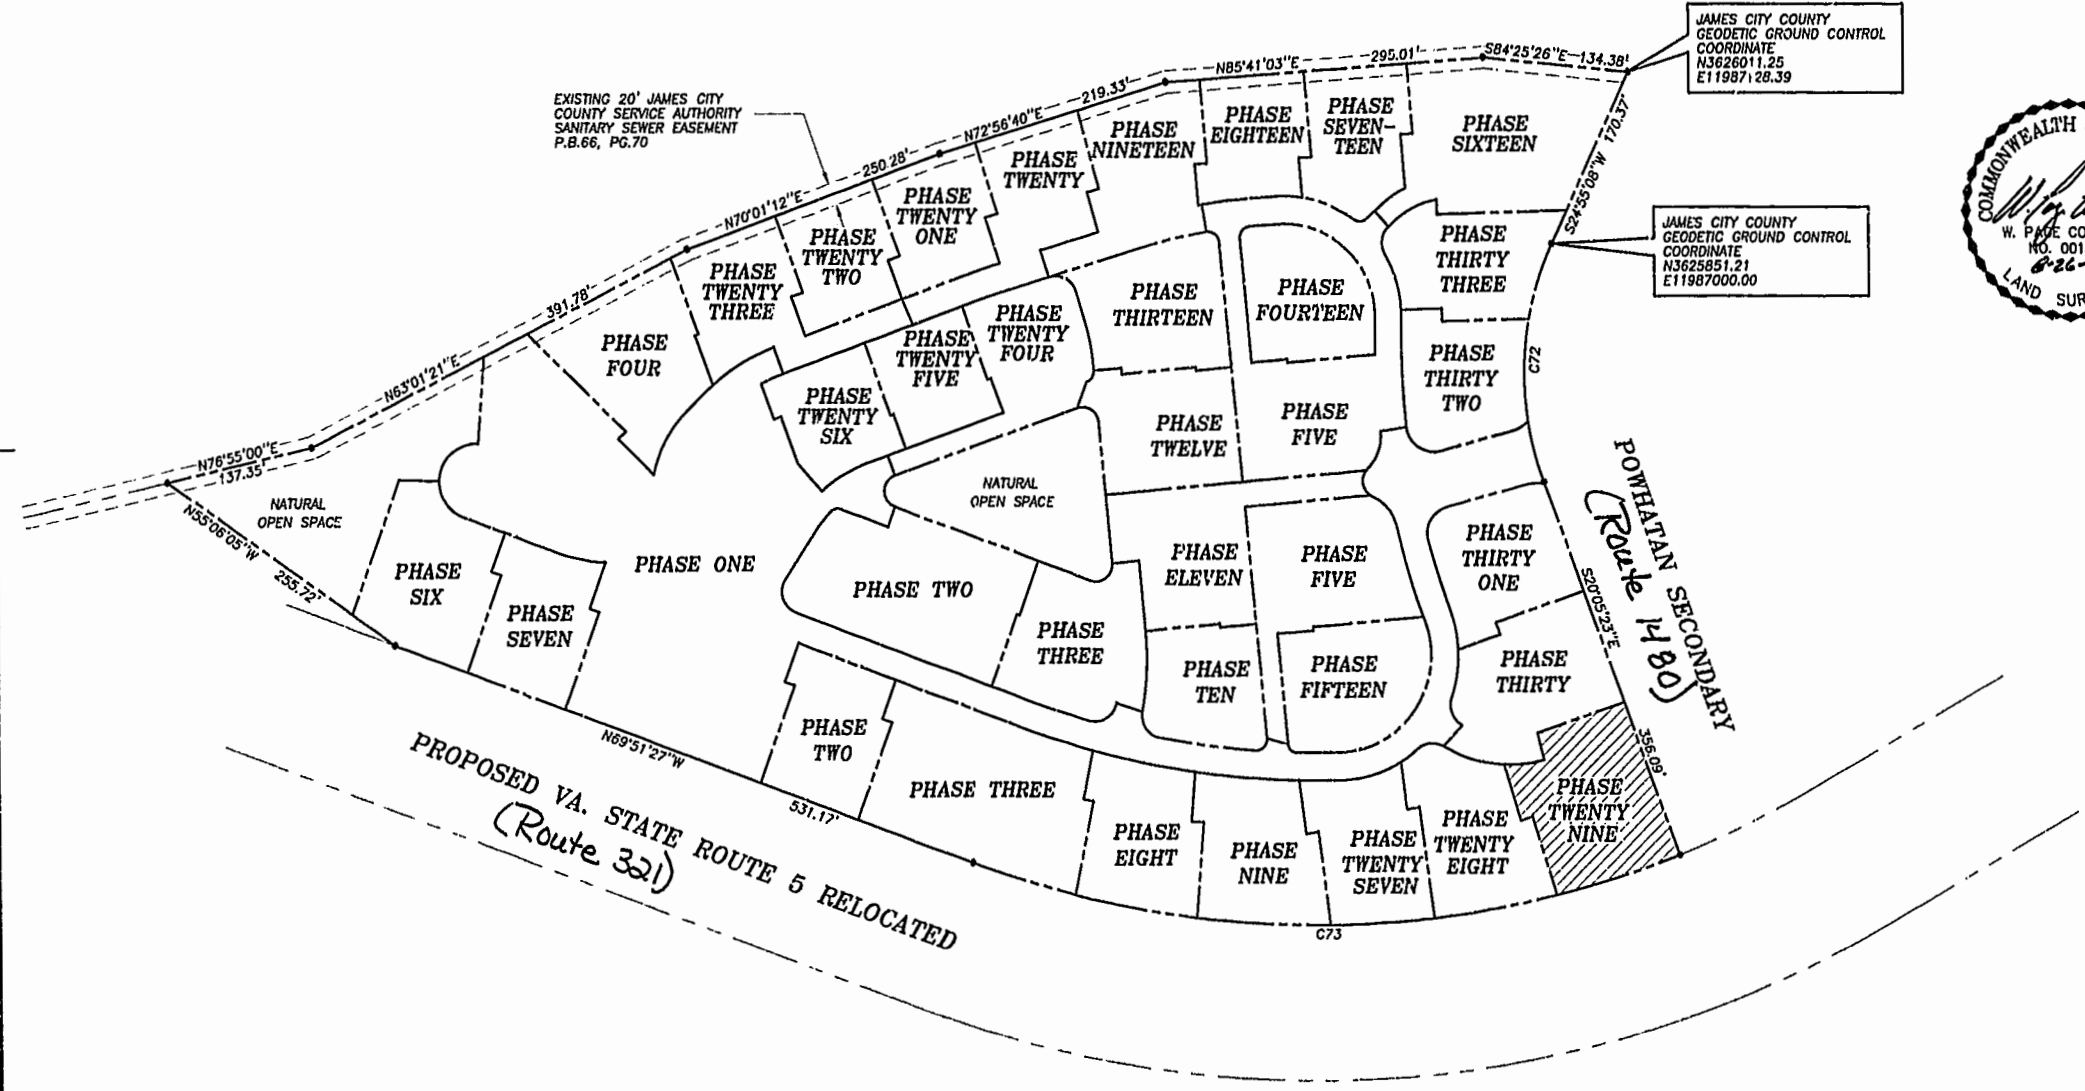 JAMES CITY COUNTY
GEODETIC GROUND CONTROL
COORDINATE
N3626011.25
E11987128.39
N85°41'03"E 295.01'
S84°25'26"E 134.38'
EXISTING 20' JAMES CITY
COUNTY SERVICE AUTHORITY
SANITARY SEWER EASEMENT
P.B.66, PG.70
N72°56'40"E 219.33'
N70°01'12"E 250.28'
S24°55'08"W 170.37'
COMMONWEALTH
NO. 001
LAND SUR
JAMES CITY COUNTY
GEODETIC GROUND CONTROL
COORDINATE
N3625851.21
E11987000.00
PHASE
NINETEEN
PHASE
EIGHTEEN
PHASE
SEVEN-
TEEN
PHASE
SIXTEEN
PHASE
TWENTY
PHASE
TWENTY
ONE
PHASE
TWENTY
TWO
PHASE
TWENTY
THREE
PHASE
FOUR
N63°01'21"E 391.78'
PHASE
THIRTEEN
PHASE
FOURTEEN
PHASE
THIRTY
THREE
PHASE
TWENTY
FOUR
PHASE
TWENTY
FIVE
PHASE
TWENTY
SIX
PHASE
TWELVE
PHASE
FIVE
PHASE
THIRTY
TWO
C72
N76°55'00"E
137.35'
NATURAL
OPEN SPACE
NATURAL
OPEN SPACE
N55°06'05"W 255.72'
PHASE
SIX
PHASE
SEVEN
PHASE ONE
PHASE TWO
PHASE
THREE
PHASE
ELEVEN
PHASE
FIVE
PHASE
THIRTY
ONE
POWHATAN SECONDARY
(Route 1480)
S20°05'23"E 356.09'
PHASE
TEN
PHASE
FIFTEEN
PHASE
THIRTY
PHASE
TWO
PHASE THREE
PHASE
EIGHT
PHASE
NINE
PHASE
TWENTY
SEVEN
PHASE
TWENTY
EIGHT
PHASE
TWENTY
NINE
N69°51'27"W 531.17'
PROPOSED VA. STATE ROUTE 5 RELOCATED
(Route 321)
C73